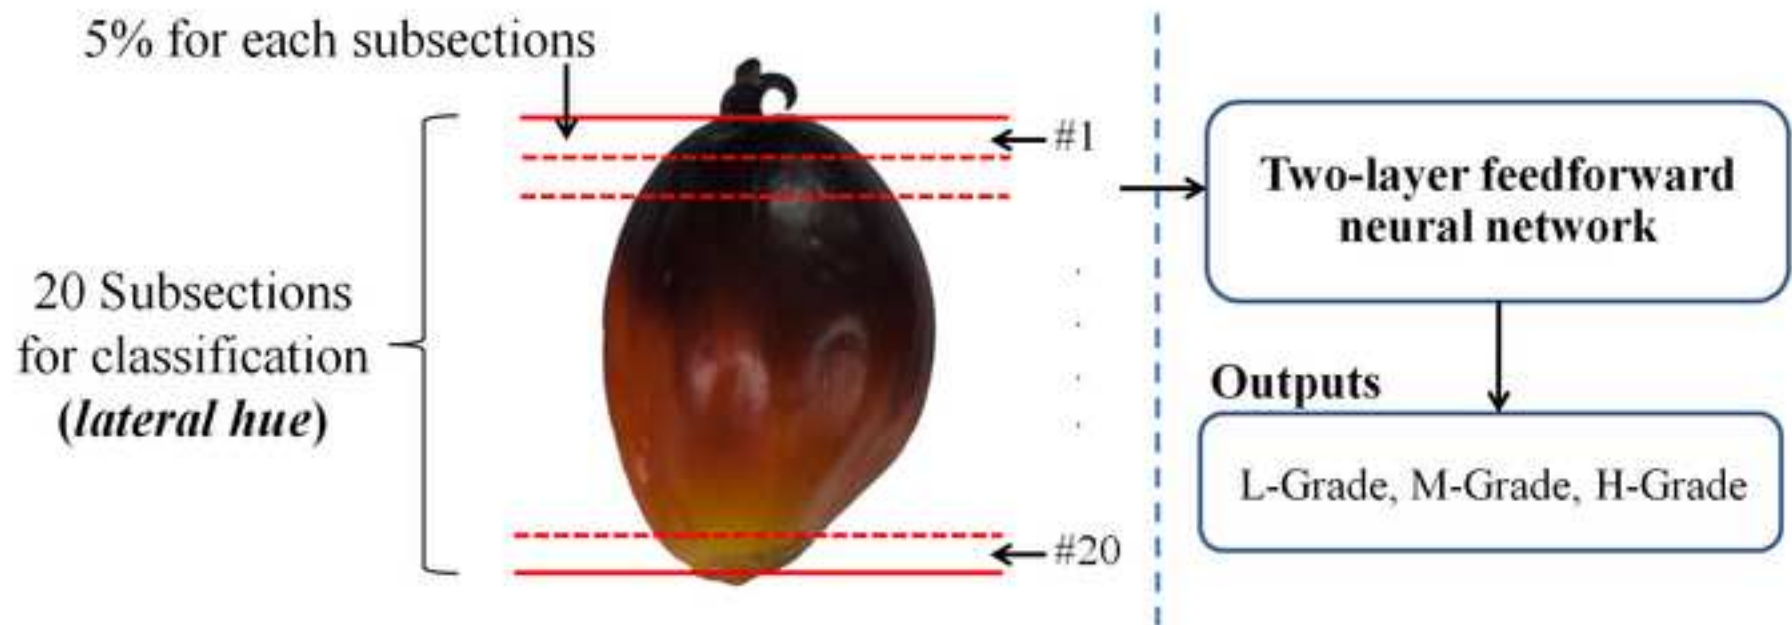 5% for each subsections
#1
20 Subsections
for classification
(lateral hue)
#20
Two-layer feedforward
neural network
Outputs
L-Grade, M-Grade, H-Grade